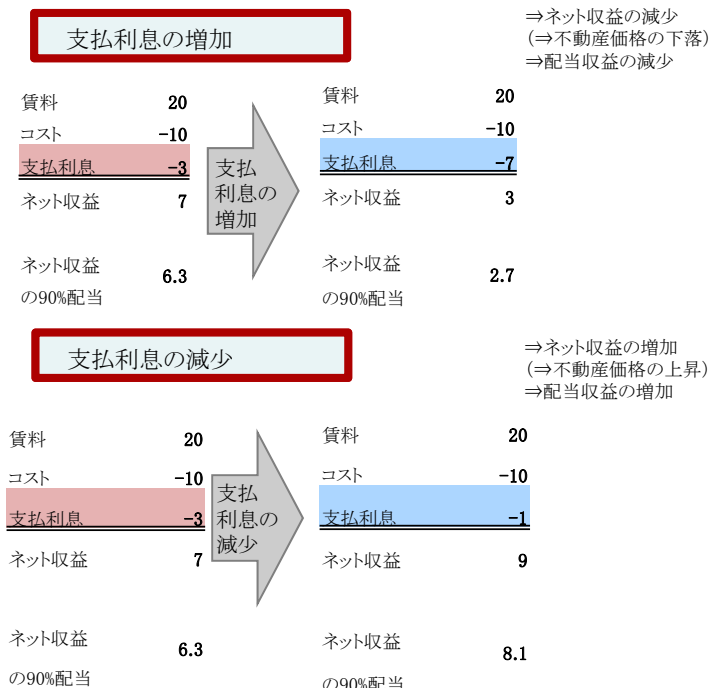 支払利息の増加
⇒ネット収益の減少
(⇒不動産価格の下落)
⇒配当収益の減少
賃料 20
コスト -10
支払利息 -3
ネット収益 7
ネット収益
の90%配当 6.3
支払
利息の
増加
賃料 20
コスト -10
支払利息 -7
ネット収益 3
ネット収益
の90%配当 2.7
支払利息の減少
⇒ネット収益の増加
(⇒不動産価格の上昇)
⇒配当収益の増加
賃料 20
コスト -10
支払利息 -3
ネット収益 7
ネット収益
の90%配当 6.3
支払
利息の
減少
賃料 20
コスト -10
支払利息 -1
ネット収益 9
ネット収益
の90%配当 8.1